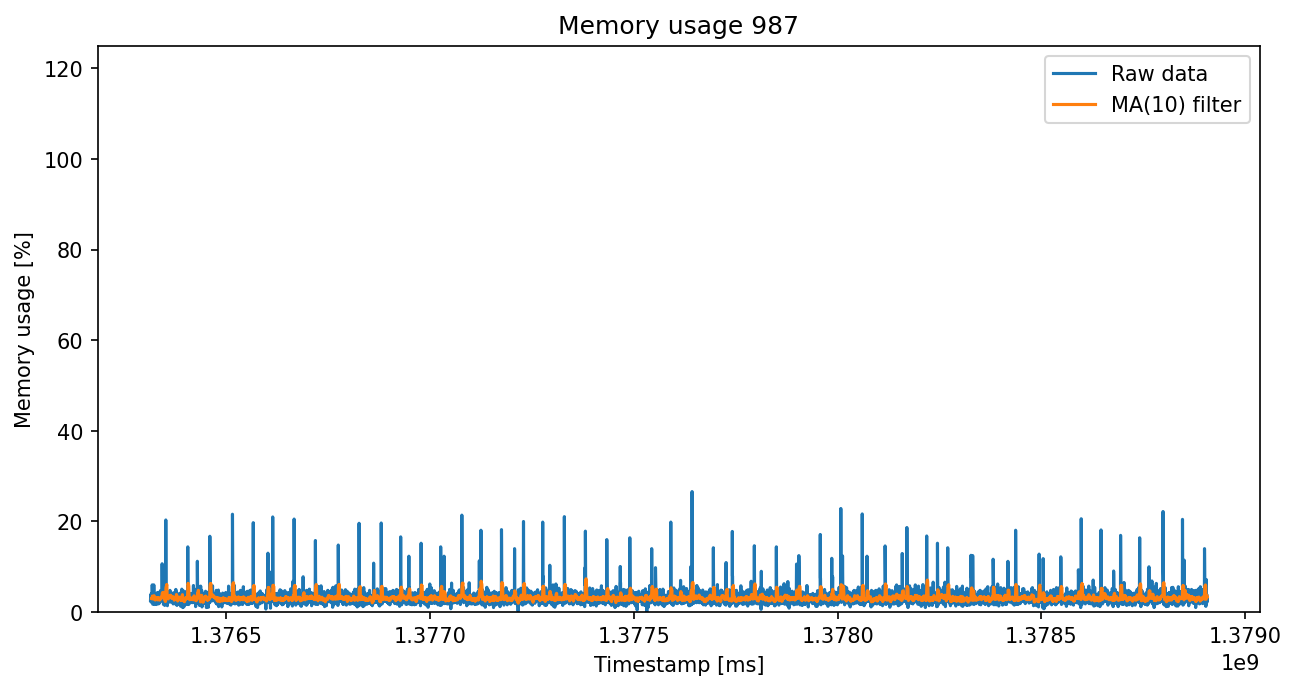 Memory usage 987
Raw data
MA(10) filter
Memory usage [%]
120
100
80
60
40
20
0
1.3765 1.3770 1.3775 1.3780 1.3785 1.3790
1e9
Timestamp [ms]